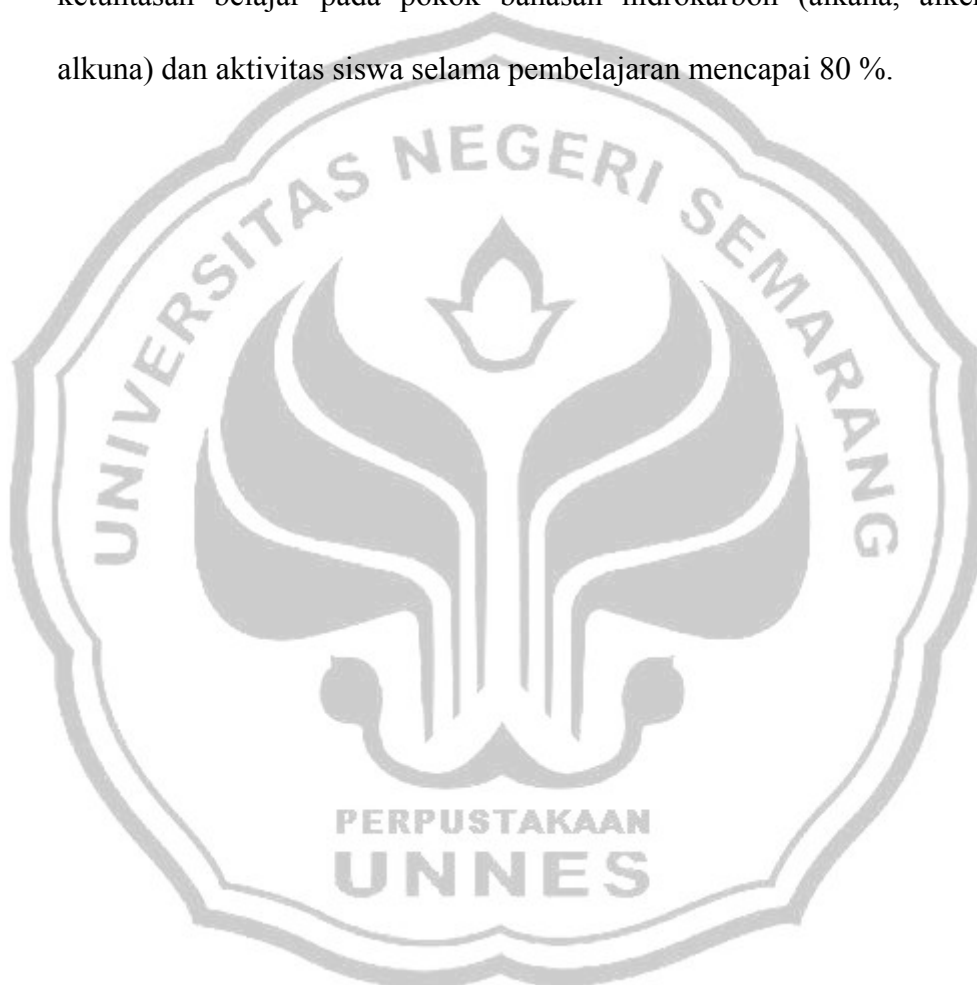 ketuntasan belajar pada pokok bahasan hidrokarbon (alkana,
alkuna) dan aktivitas siswa selama pembelajaran mencapai 80 %.
UNIVERSITAS NEGERI SEMARANG
PERPUSTAKAAN
UNNES